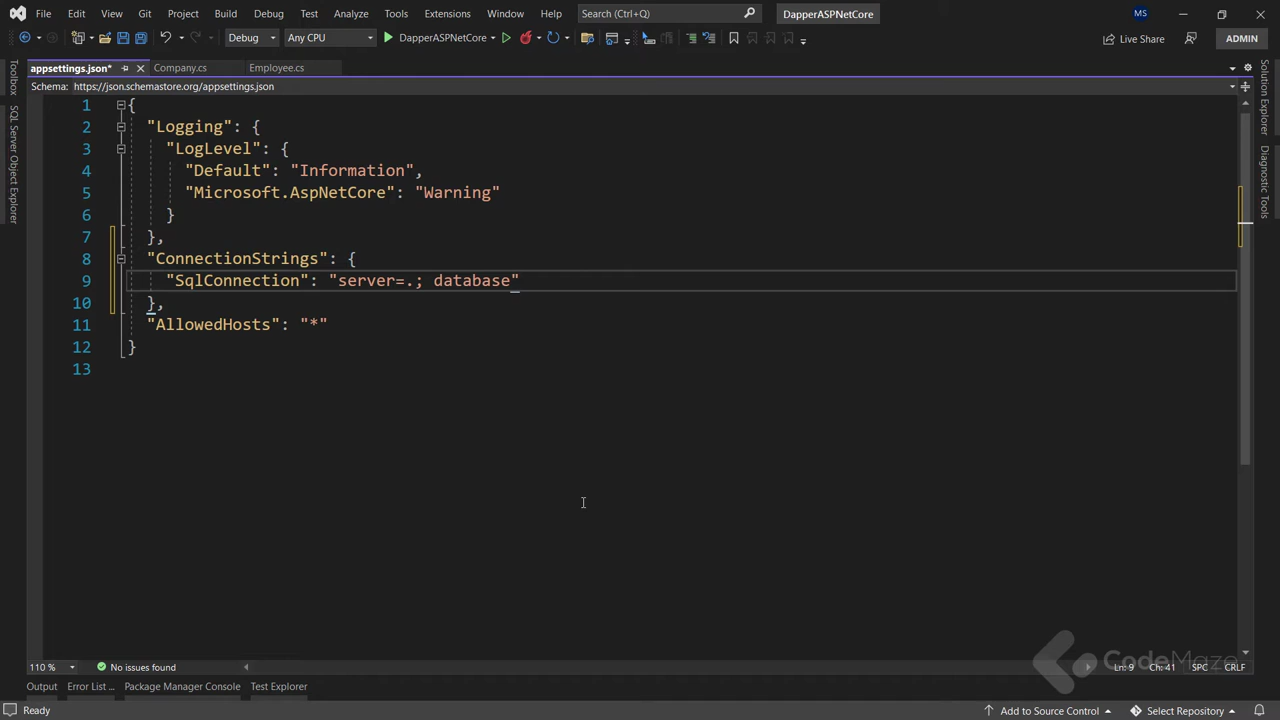 File Edit View Git Project Build Debug Test Analyze Tools Extensions Window Help Search (Ctrl+Q) DapperASPNetCore MS
Debug Any CPU DapperASPNetCore Live Share ADMIN
appsettings.json* Company.cs Employee.cs
Schema: https://json.schemastore.org/appsettings.json
Toolbox
SQL Server Object Explorer
1 {
2 "Logging": {
3 "LogLevel": {
4 "Default": "Information",
5 "Microsoft.AspNetCore": "Warning"
6 }
7 },
8 "ConnectionStrings": {
9 "SqlConnection": "server=.; database"
10 },
11 "AllowedHosts": "*"
12 }
13
Solution Explorer
Diagnostic Tools
110 % No issues found Ln: 9 Ch: 41 SPC CRLF
CodeMaze
Output Error List ... Package Manager Console Test Explorer
Ready Add to Source Control Select Repository